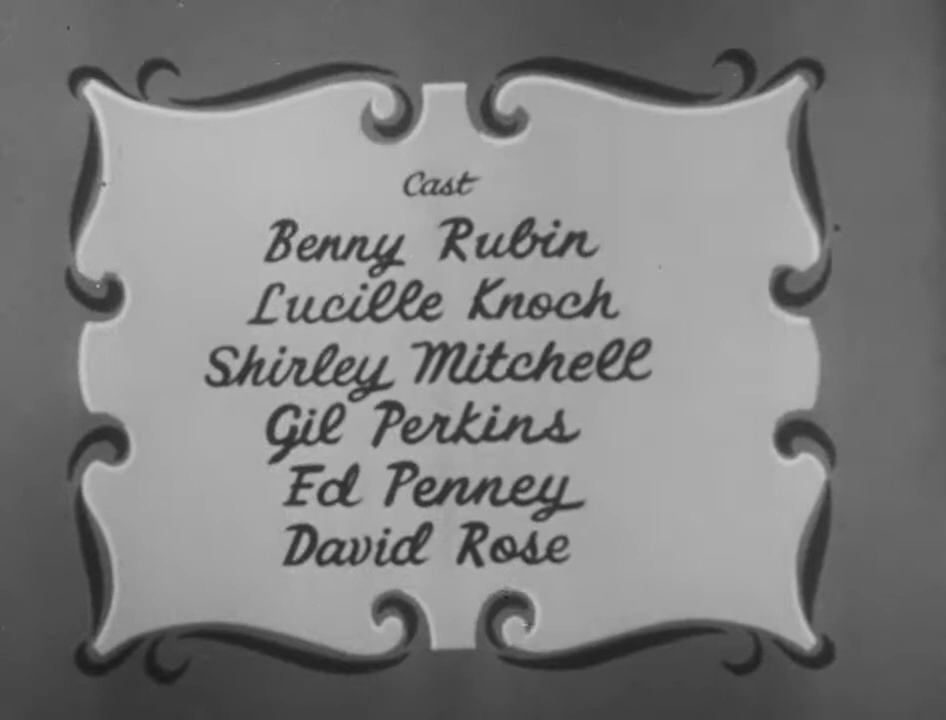 Cast
Benny Rubin
Lucille Knoch
Shirley Mitchell
Gil Perkins
Ed Penney
David Rose